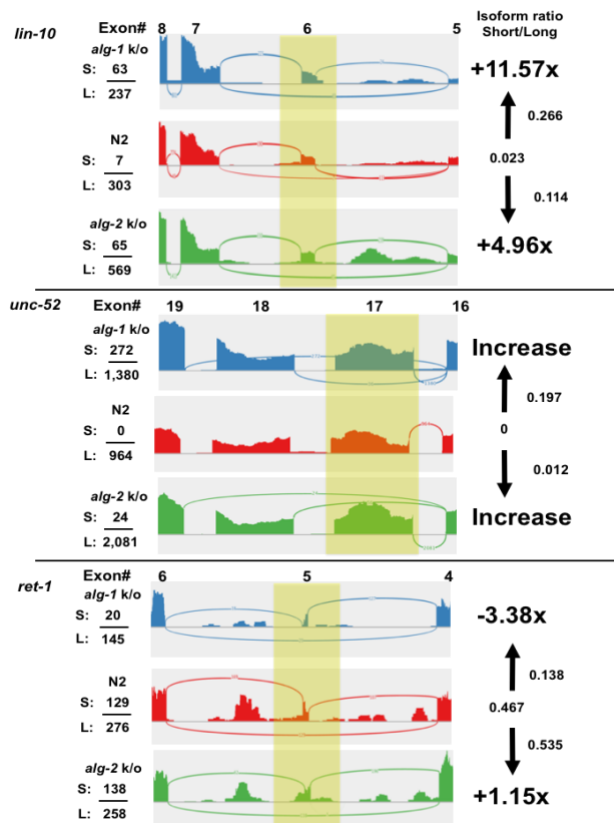 lin-10
Exon#
8 7 6 5
Isoform ratio
Short/Long
alg-1 k/o
S: 63
L: 237
+11.57x
0.266
N2
S: 7
L: 303
0.023
0.114
alg-2 k/o
S: 65
L: 569
+4.96x
unc-52
Exon#
19 18 17 16
alg-1 k/o
S: 272
L: 1,380
Increase
0.197
N2
S: 0
L: 964
0
0.012
alg-2 k/o
S: 24
L: 2,081
Increase
ret-1
Exon#
6 5 4
alg-1 k/o
S: 20
L: 145
-3.38x
0.138
N2
S: 129
L: 276
0.467
0.535
alg-2 k/o
S: 138
L: 258
+1.15x